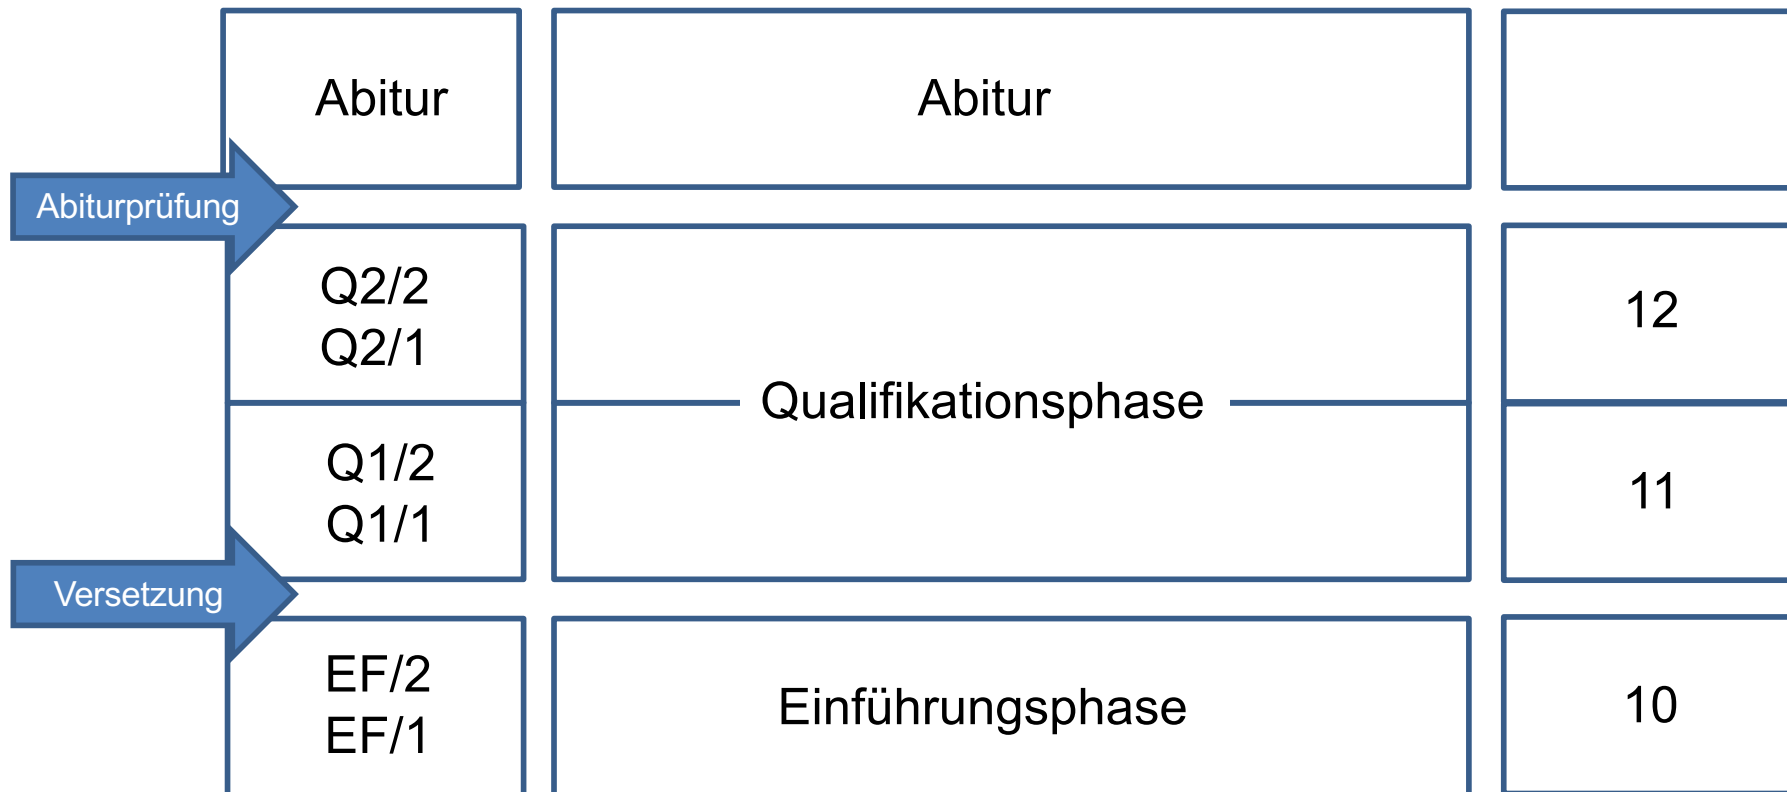 Abitur
Abitur
Abiturprüfung
Q2/2
Q2/1
12
Qualifikationsphase
Q1/2
Q1/1
11
Versetzung
EF/2
EF/1
Einführungsphase
10